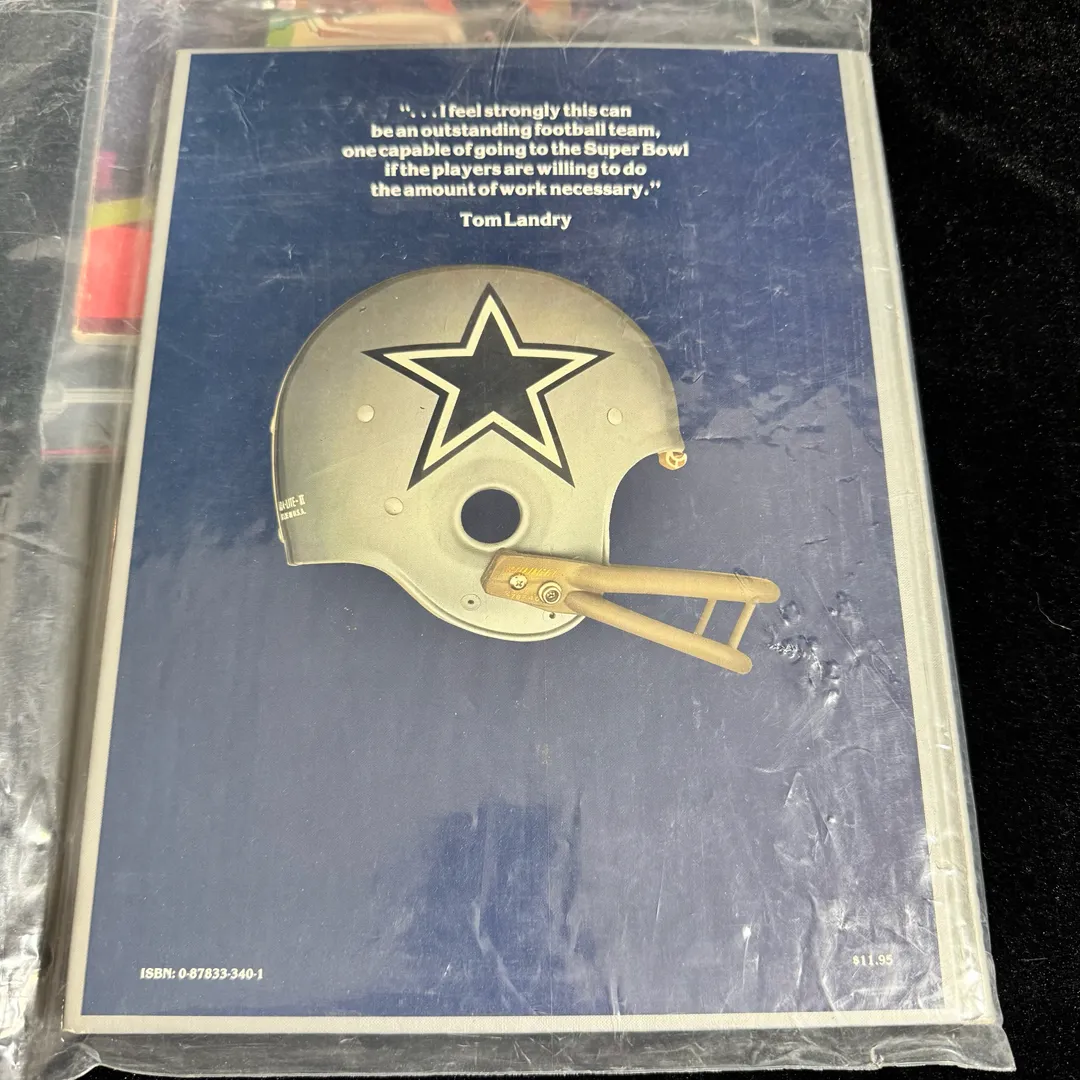 “. . . I feel strongly this can
be an outstanding football team,
one capable of going to the Super Bowl
if the players are willing to do
the amount of work necessary.”
Tom Landry
ISBN: 0-87833-340-1
$11.95